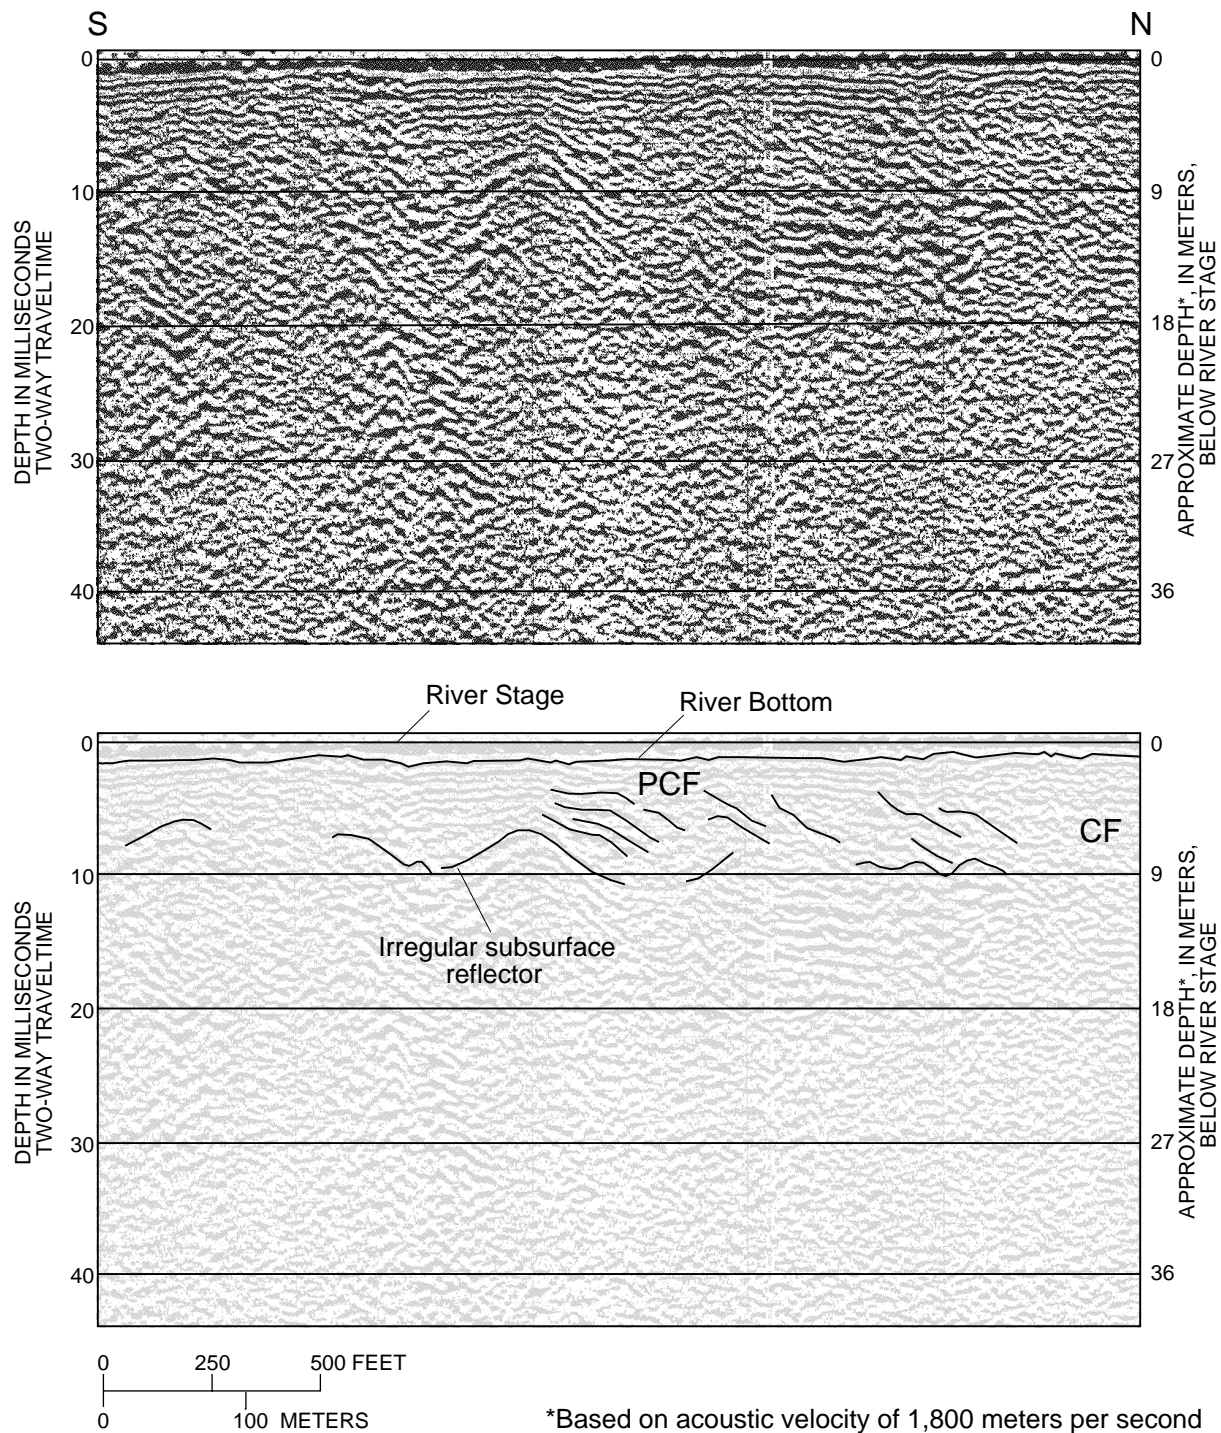 S
N
0
10
20
30
40
DEPTH IN MILLISECONDS
TWO-WAY TRAVELTIME
0
9
18
27
36
APPROXIMATE DEPTH*, IN METERS,
BELOW RIVER STAGE
River Stage
River Bottom
PCF
CF
Irregular subsurface
reflector
0
10
20
30
40
DEPTH IN MILLISECONDS
TWO-WAY TRAVELTIME
0
9
18
27
36
APPROXIMATE DEPTH*, IN METERS,
BELOW RIVER STAGE
0 250 500 FEET
0 100 METERS
*Based on acoustic velocity of 1,800 meters per second